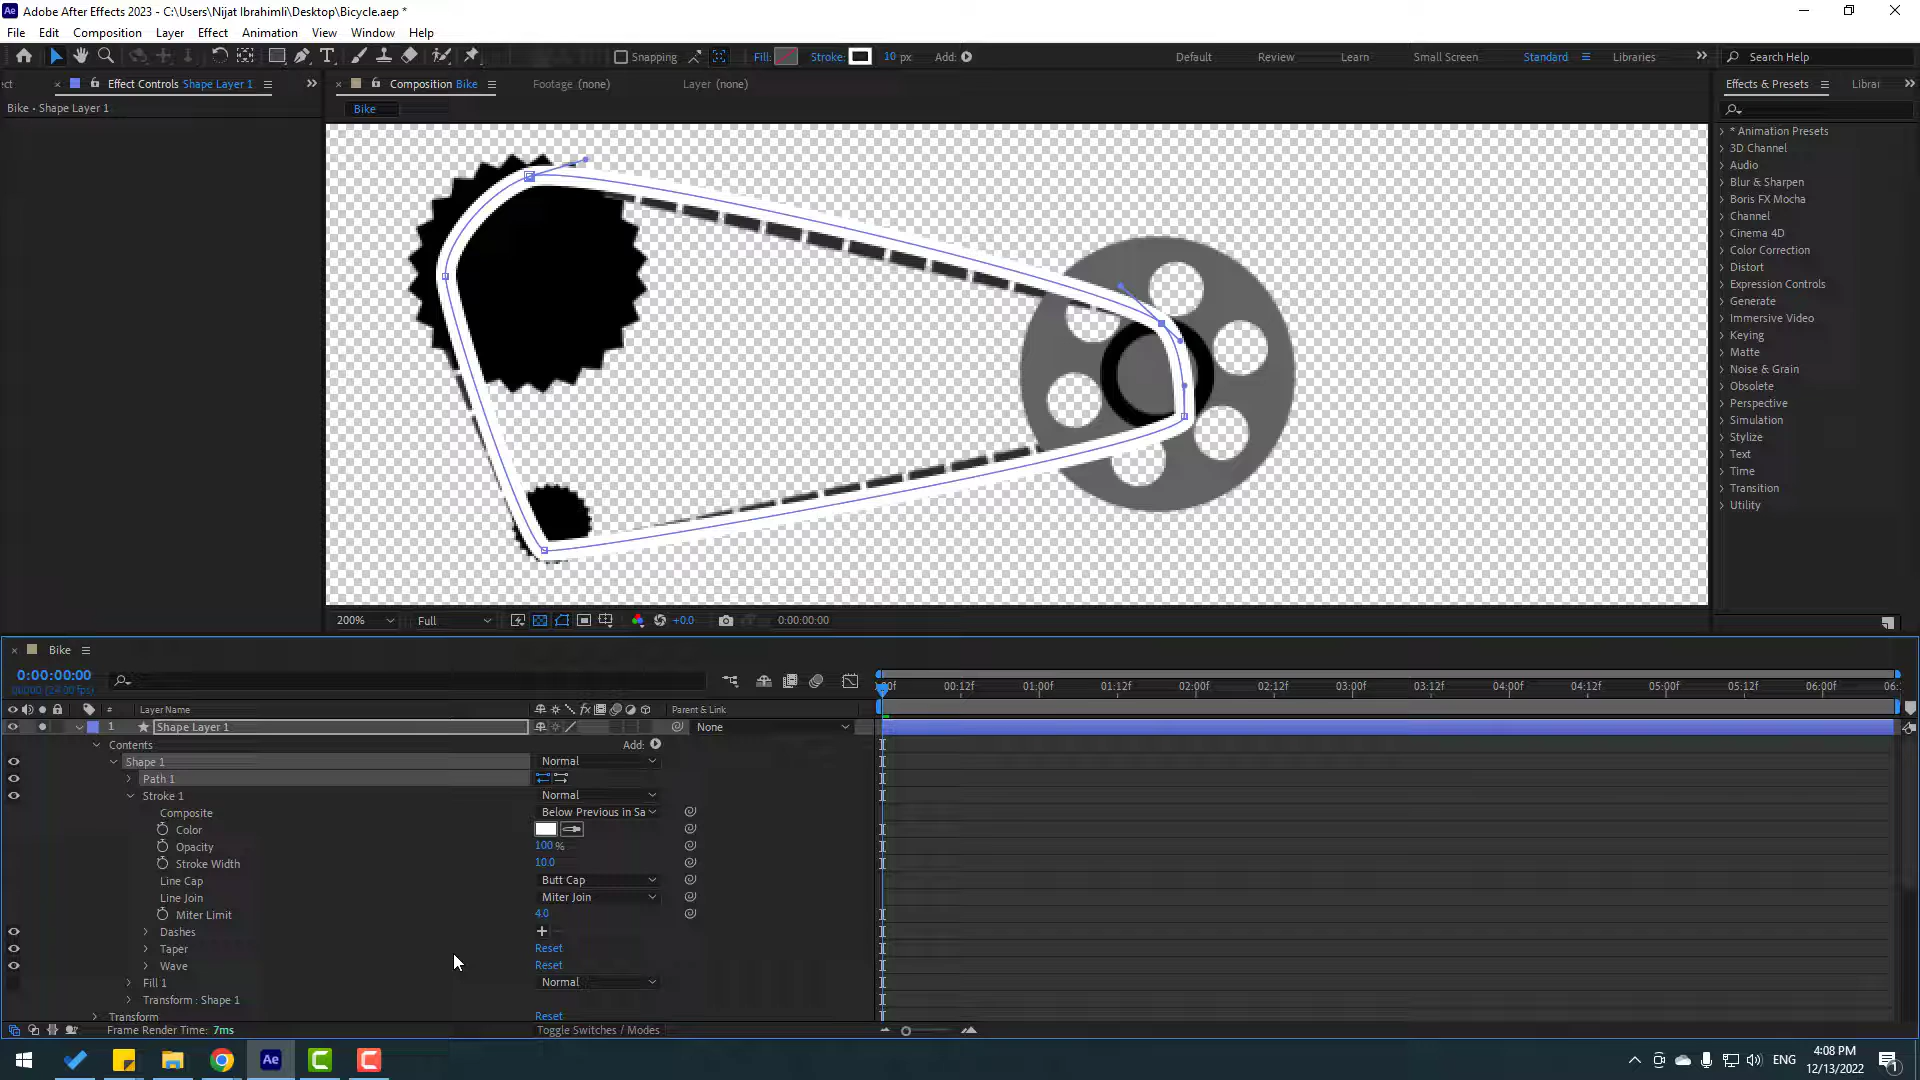 Adobe After Effects 2023 - C:\Users\Nijat Ibrahimli\Desktop\Bicycle.aep *
File Edit Composition Layer Effect Animation View Window Help
Snapping Fill: Stroke: 10 px Add: Default Review Learn Small Screen Standard Libraries Search Help
Effect Controls Shape Layer 1 Composition Bike Footage (none) Layer (none) Effects & Presets Librar
Bike • Shape Layer 1
Bike
* Animation Presets
3D Channel
Audio
Blur & Sharpen
Boris FX Mocha
Channel
Cinema 4D
Color Correction
Distort
Expression Controls
Generate
Immersive Video
Keying
Matte
Noise & Grain
Obsolete
Perspective
Simulation
Stylize
Text
Time
Transition
Utility
200% Full +0.0 0:00:00:00
Bike
0:00:00:00
00:12f 01:00f 01:12f 02:00f 02:12f 03:00f 03:12f 04:00f 04:12f 05:00f 05:12f 06:00f
# Layer Name Parent & Link
1 Shape Layer 1 None
Contents Add:
Shape 1 Normal
Path 1
Stroke 1 Normal
Composite Below Previous in Sa
Color
Opacity 100 %
Stroke Width 10.0
Line Cap Butt Cap
Line Join Miter Join
Miter Limit 4.0
Dashes
Taper Reset
Wave Reset
Fill 1 Normal
Transform : Shape 1
Transform Reset
Frame Render Time: 7ms Toggle Switches / Modes
Ae ENG 4:08 PM
12/13/2022